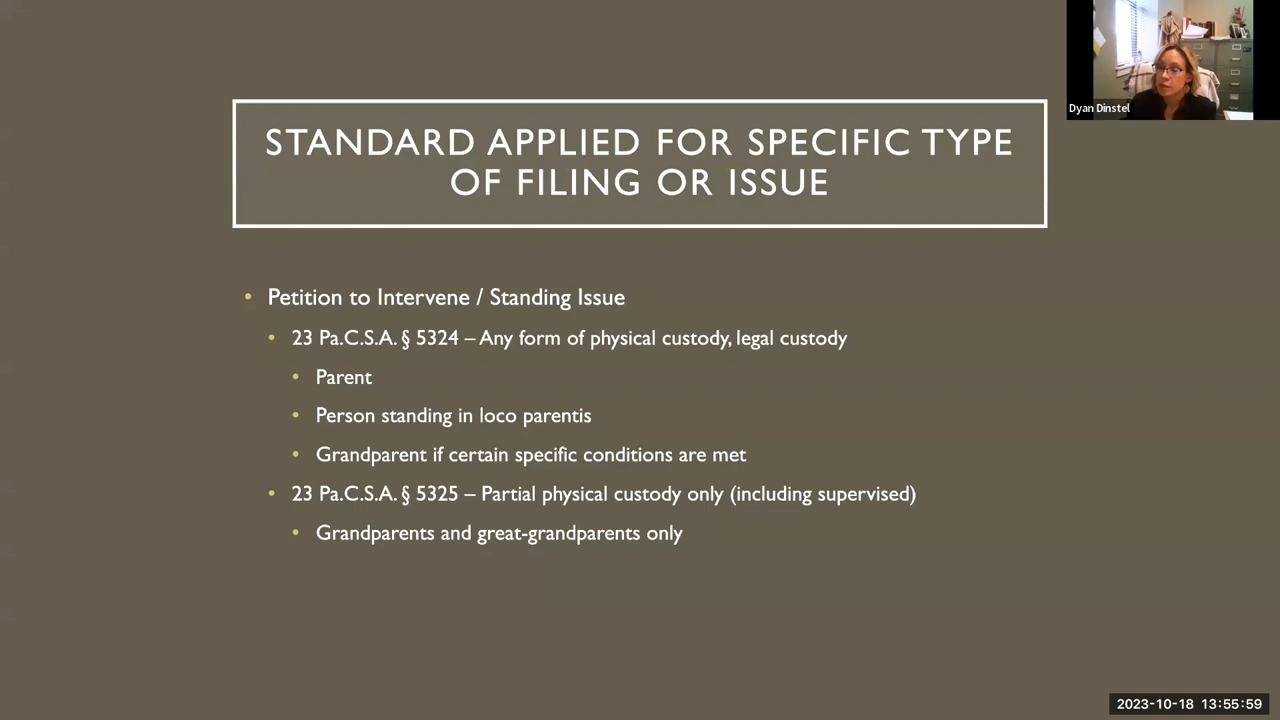 Dyan Dinstel
STANDARD APPLIED FOR SPECIFIC TYPE
OF FILING OR ISSUE
• Petition to Intervene / Standing Issue
• 23 Pa.C.S.A. § 5324 – Any form of physical custody, legal custody
• Parent
• Person standing in loco parentis
• Grandparent if certain specific conditions are met
• 23 Pa.C.S.A. § 5325 – Partial physical custody only (including supervised)
• Grandparents and great-grandparents only
2023-10-18 13:55:59